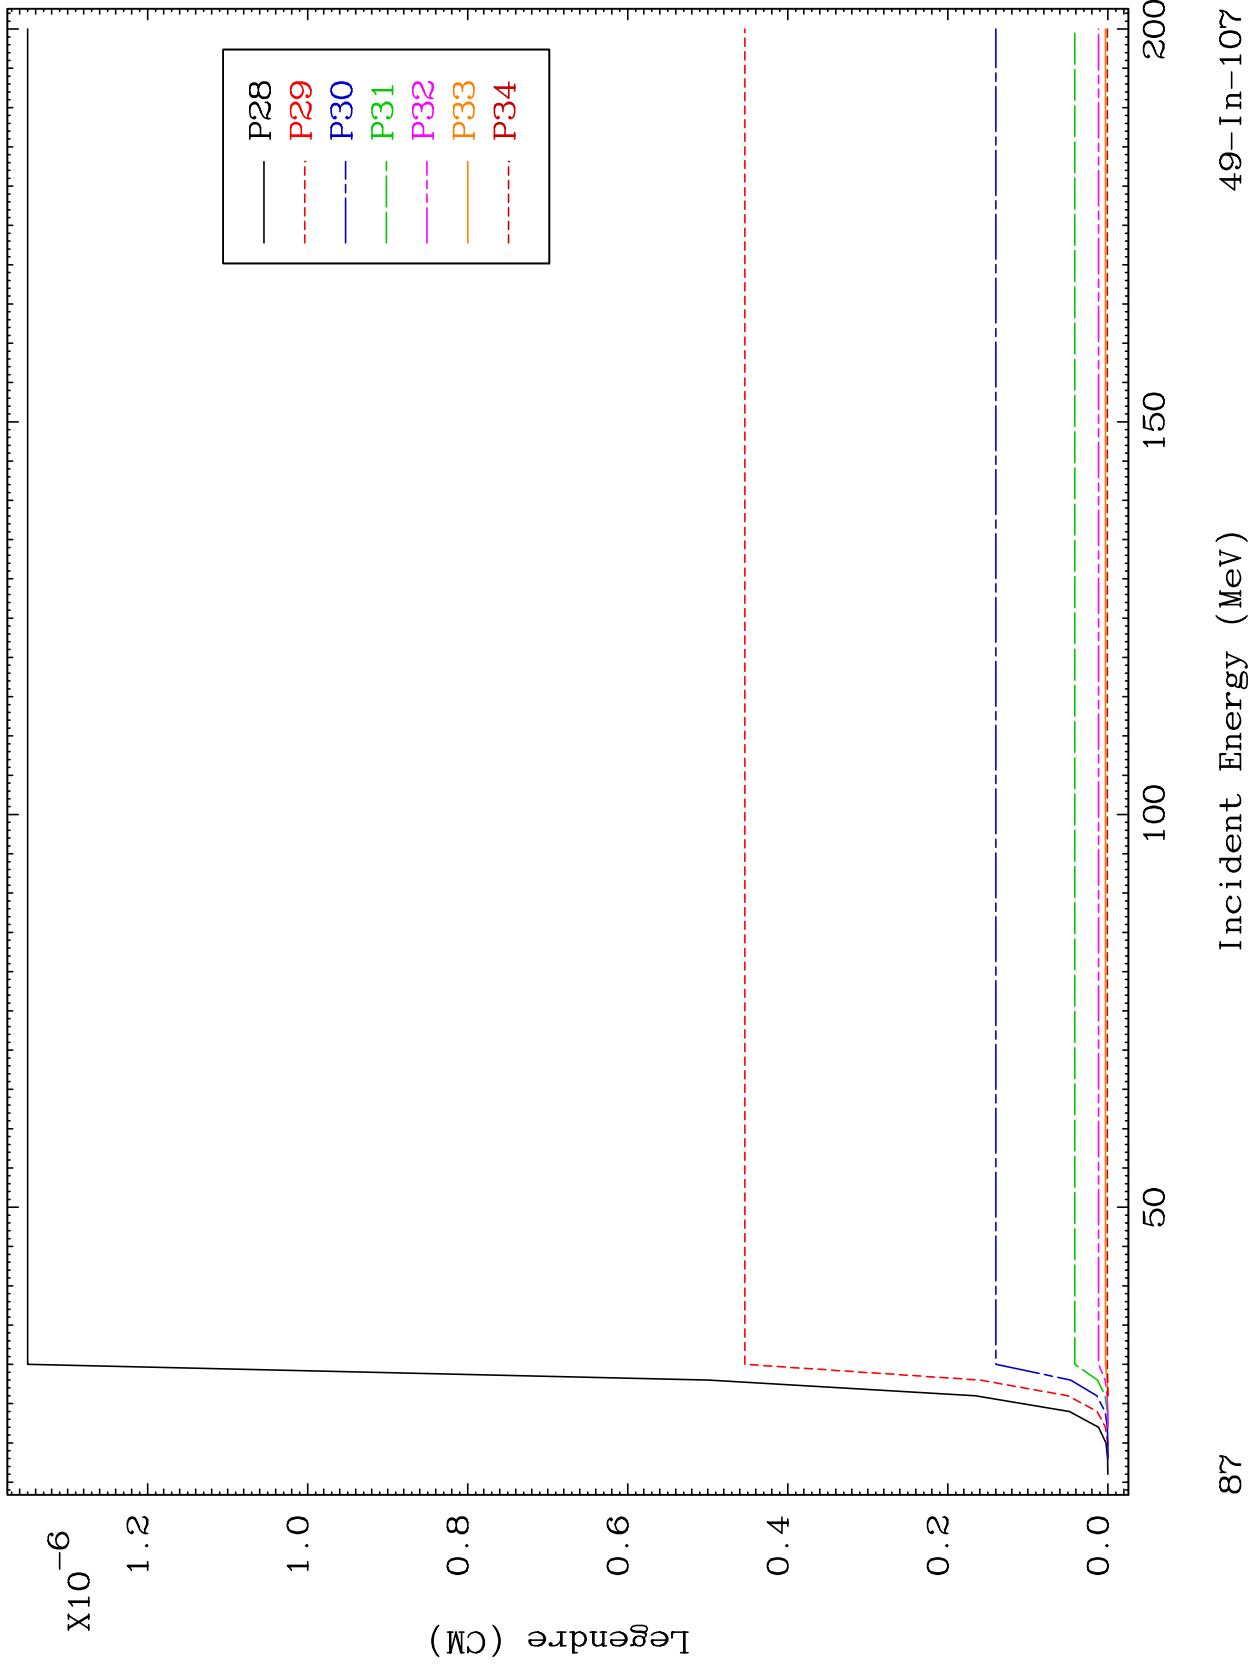 X10-6
1.2
1.0
0.8
0.6
0.4
0.2
0.0
Legendre (CM)
P28
P29
P30
P31
P32
P33
P34
50
100
150
200
Incident Energy (MeV)
87
49-In-107